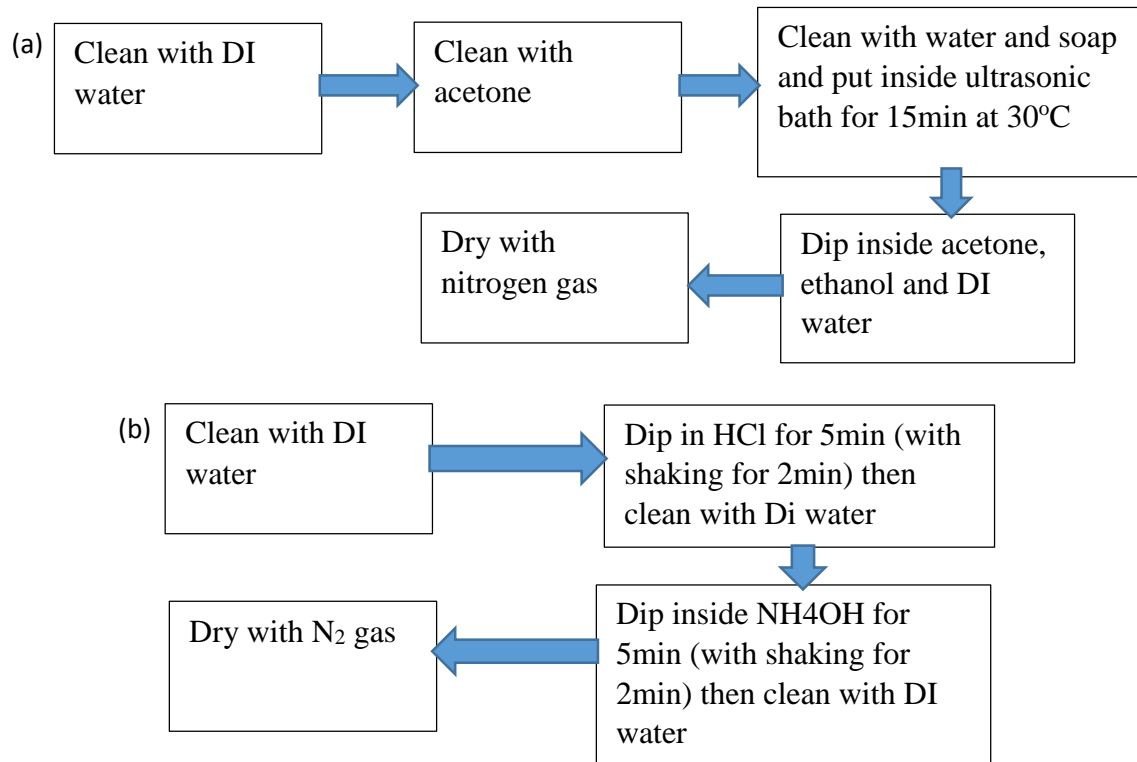 (a)
Clean with DI
water
Clean with
acetone
Clean with water and soap
and put inside ultrasonic
bath for 15min at 30ºC
Dip inside acetone,
ethanol and DI
water
Dry with
nitrogen gas
(b)
Clean with DI
water
Dip in HCl for 5min (with
shaking for 2min) then
clean with Di water
Dip inside NH4OH for
5min (with shaking for
2min) then clean with DI
water
Dry with N₂ gas